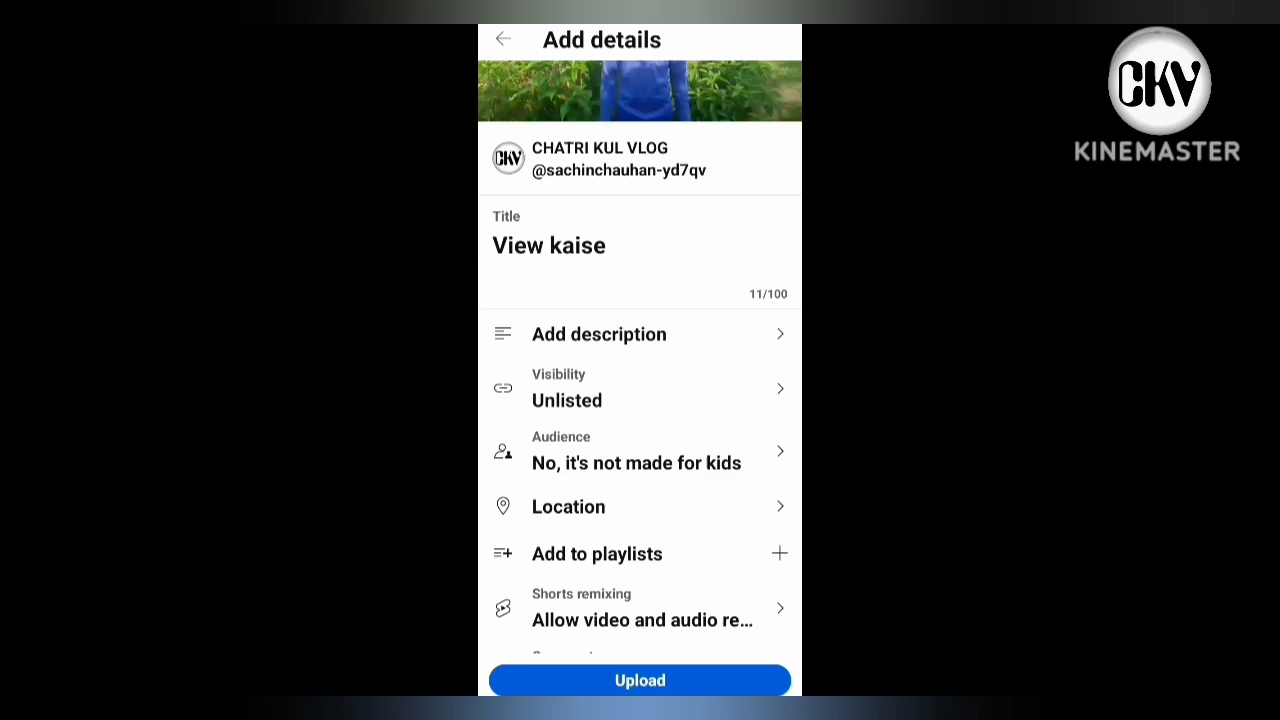 Add details
CKV
KINEMASTER
CKV
CHATRI KUL VLOG
@sachinchauhan-yd7qv
Title
View kaise
11/100
Add description
Visibility
Unlisted
Audience
No, it's not made for kids
Location
Add to playlists
Shorts remixing
Allow video and audio re...
Upload